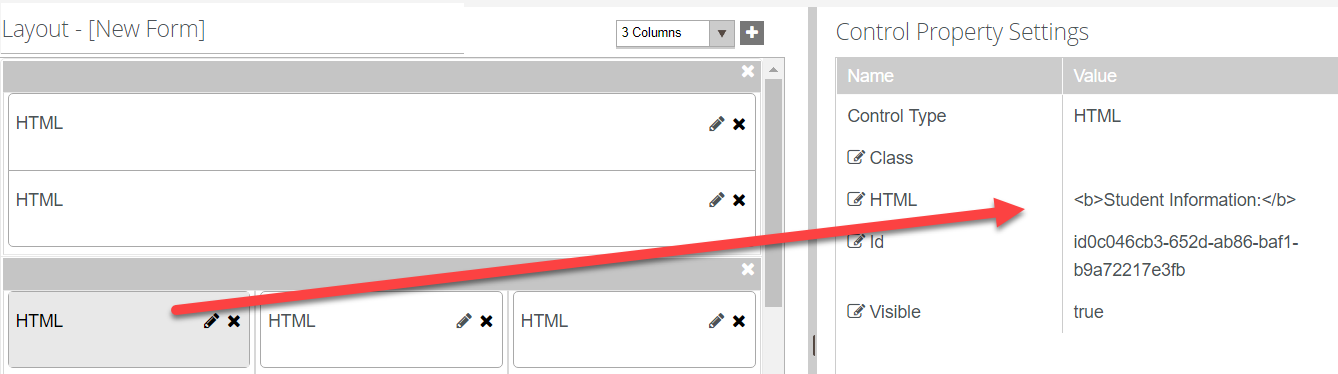 Layout - [New Form]
3 Columns
HTML
HTML
HTML
HTML
HTML
Control Property Settings
Name Value
Control Type HTML
Class
HTML <b>Student Information:</b>
Id id0c046cb3-652d-ab86-baf1-
b9a72217e3fb
Visible true